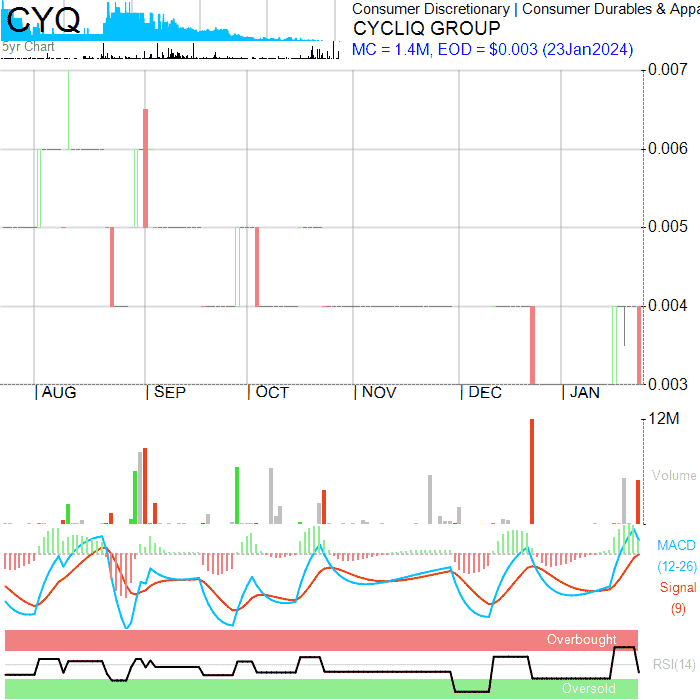 CYQ
5yr Chart
Consumer Discretionary | Consumer Durables & Appa
CYCLIQ GROUP
MC = 1.4M, EOD = $0.003 (23Jan2024)
0.007
0.006
0.005
0.004
0.003
| AUG | SEP | OCT | NOV | DEC | JAN
12M
Volume
MACD
(12-26)
Signal
(9)
Overbought
RSI(14)
Oversold